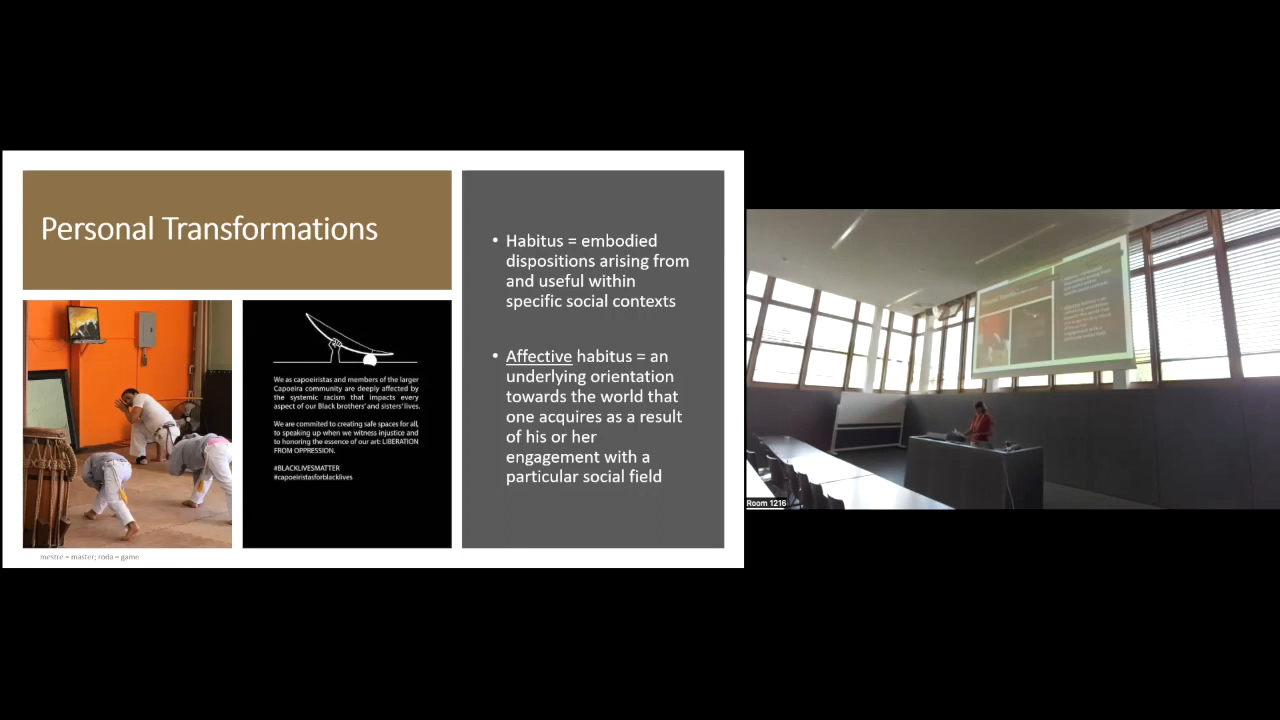 Personal Transformations
We as capoeiristas and members of the larger
Capoeira community are deeply affected by
the systemic racism that impacts every
aspect of our Black brothers' and sisters' lives.
We are commited to creating safe spaces for all,
to speaking up when we witness injustice and
to honoring the essence of our art: LIBERATION
FROM OPPRESSION.
#BLACKLIVESMATTER
#capoeiristasforblacklives
mestre = master; roda = game
• Habitus = embodied
dispositions arising from
and useful within
specific social contexts
• Affective habitus = an
underlying orientation
towards the world that
one acquires as a result
of his or her
engagement with a
particular social field
Room 1216